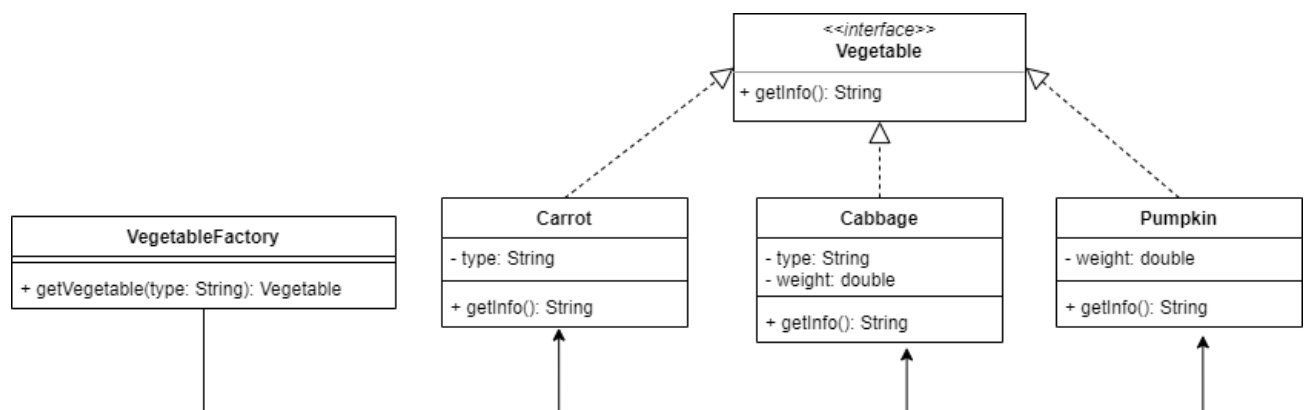 <<interface>>
Vegetable
+ getInfo(): String
VegetableFactory
+ getVegetable(type: String): Vegetable
Carrot
- type: String
+ getInfo(): String
Cabbage
- type: String
- weight: double
+ getInfo(): String
Pumpkin
- weight: double
+ getInfo(): String